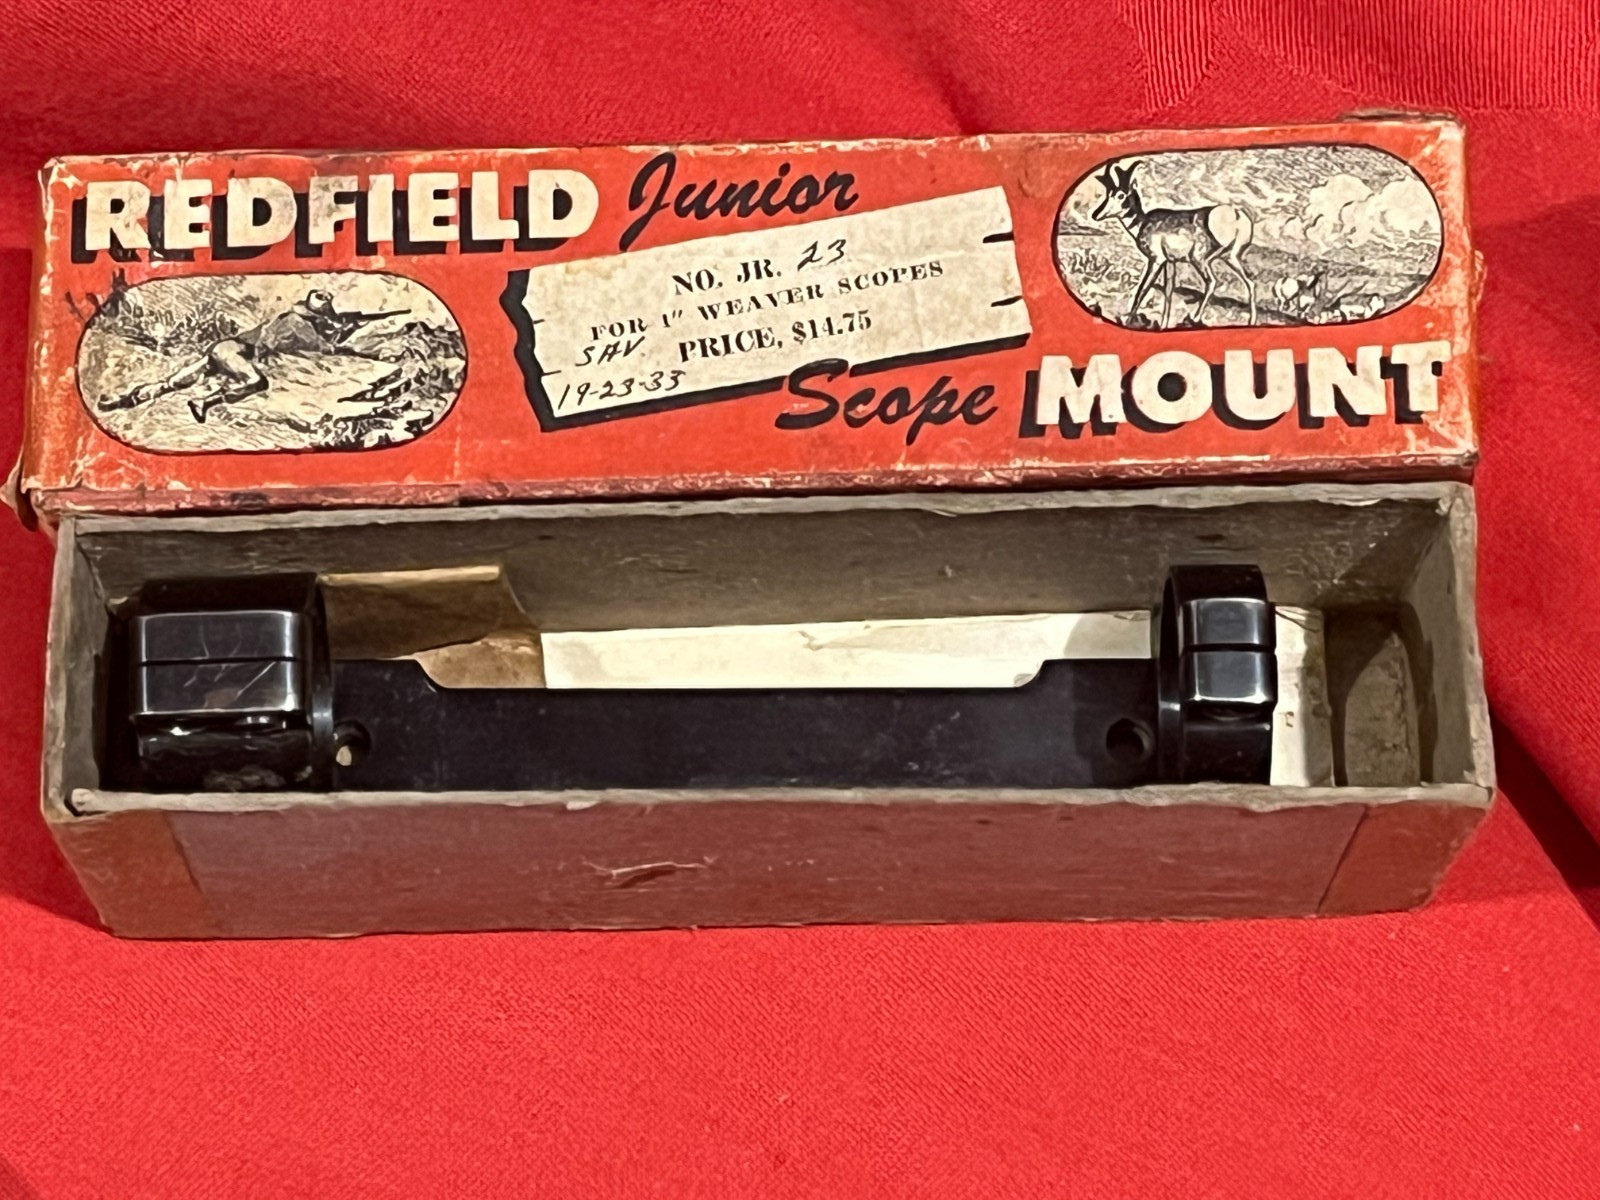 REDFIELD Junior
NO. JR. 23
FOR 1" WEAVER SCOPES
SAV PRICE, $14.75
19-23-33
Scope MOUNT